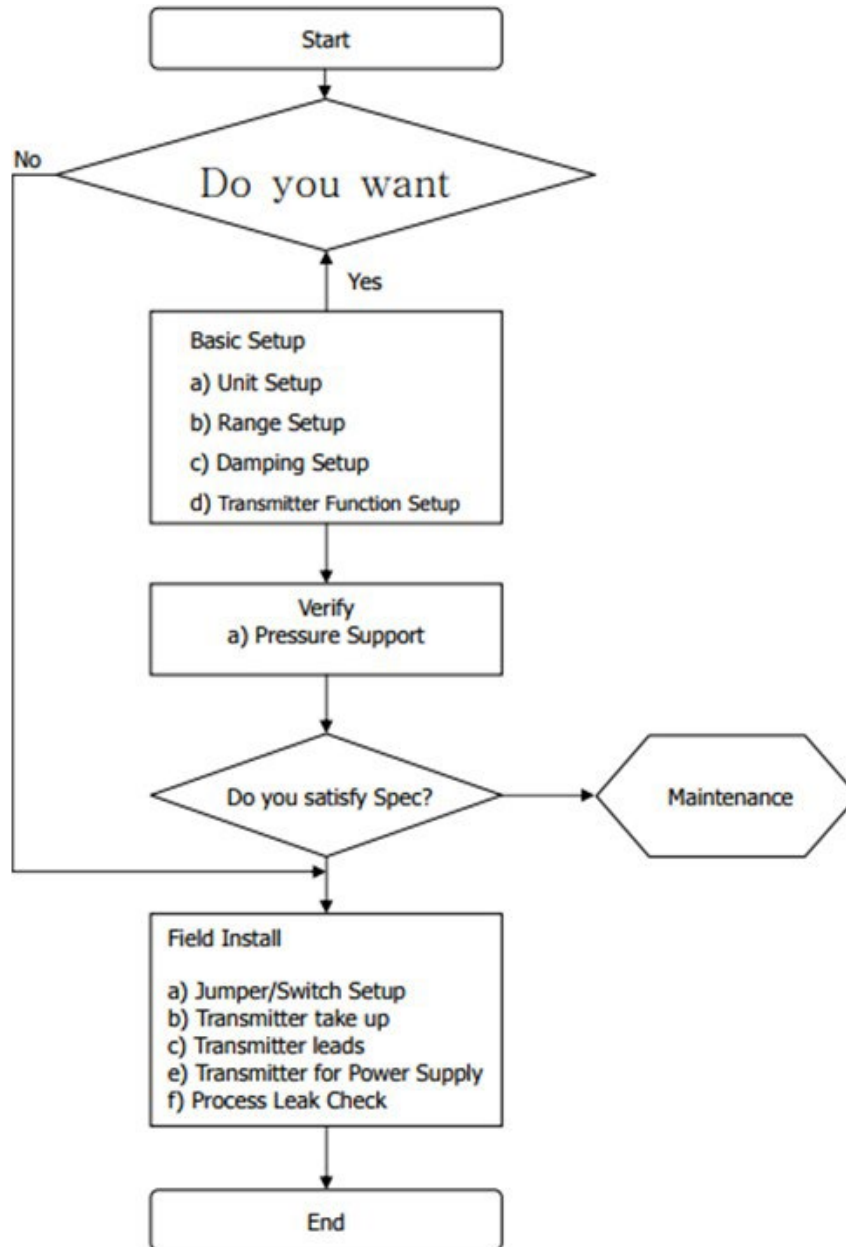 Start
No
Do you want
Yes
Basic Setup
a) Unit Setup
b) Range Setup
c) Damping Setup
d) Transmitter Function Setup
Verify
a) Pressure Support
Do you satisfy Spec?
Maintenance
Field Install
a) Jumper/Switch Setup
b) Transmitter take up
c) Transmitter leads
e) Transmitter for Power Supply
f) Process Leak Check
End